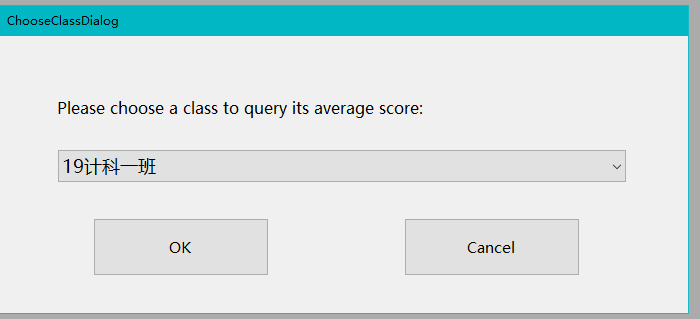 ChooseClassDialog
Please choose a class to query its average score:
19计科一班
OK
Cancel